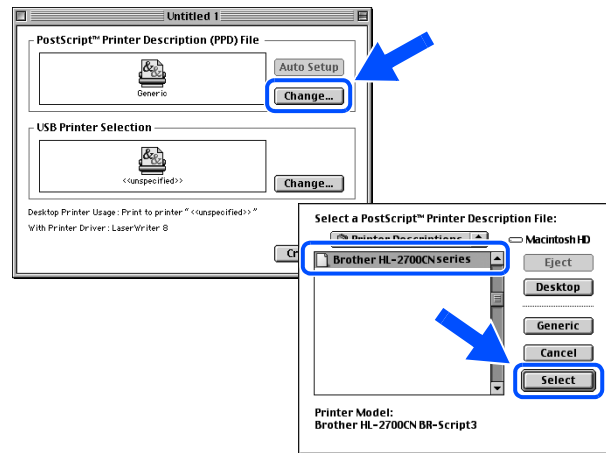 Untitled 1
PostScript™ Printer Description (PPD) File
Generic
Auto Setup
Change...
USB Printer Selection
<<unspecified>>
Change...
Desktop Printer Usage: Print to printer "<<unspecified>>"
With Printer Driver: LaserWriter 8
Cr
Select a PostScript™ Printer Description File:
Printer Descriptions
Macintosh HD
Brother HL-2700CN series
Eject
Desktop
Generic
Cancel
Select
Printer Model:
Brother HL-2700CN BR-Script3